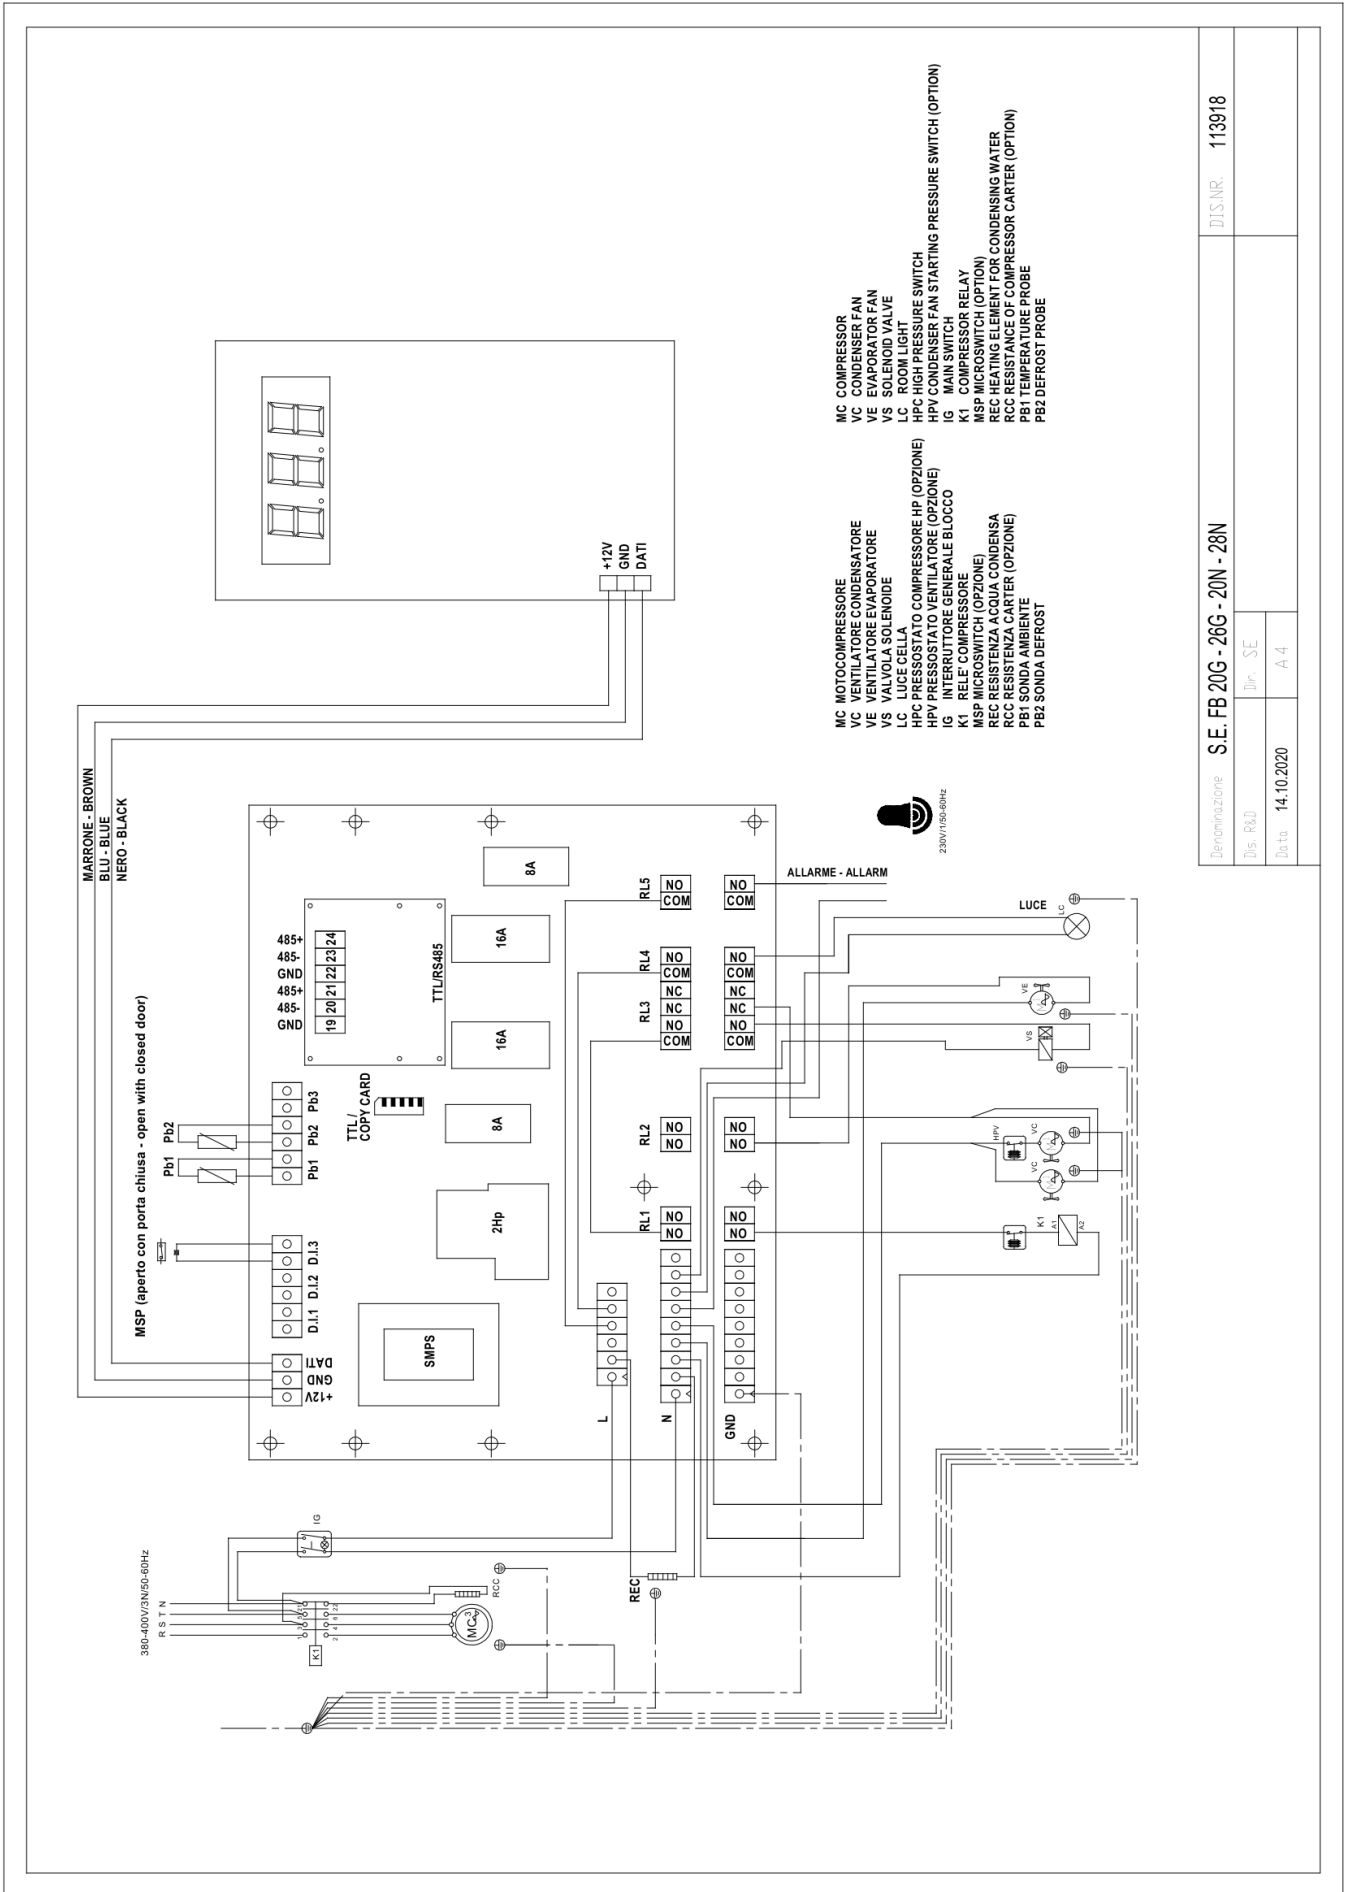 MARRONE - BROWN
BLU - BLUE
NERO - BLACK
+12V
GND
DATI
MSP (aperto con porta chiusa - open with closed door)
Pb1
Pb2
+12V
GND
DATI
D.I.1
D.I.2
D.I.3
Pb1
Pb2
Pb3
485+
485-
GND
485+
485-
GND
19 20 21 22 23 24
TTL/RS485
TTL /
COPY CARD
SMPS
2Hp
8A
16A
16A
8A
RL1
RL2
RL3
RL4
RL5
NO
NO
NO
NO
COM
NO
NC
NC
COM
NO
COM
NO
NO
NO
NO
NO
COM
NO
NC
NC
COM
NO
COM
NO
L
N
GND
ALLARME - ALLARM
LUCE
LC
VE
VS
HPV
VC
VC
K1
A1
A2
230V/1/50-60Hz
380-400V/3N/50-60Hz
R S T N
IG
K1
1 3 5 21
2 4 6 22
MC
3
RCC
REC
MC MOTOCOMPRESSORE
VC VENTILATORE CONDENSATORE
VE VENTILATORE EVAPORATORE
VS VALVOLA SOLENOIDE
LC LUCE CELLA
HPC PRESSOSTATO COMPRESSORE HP (OPZIONE)
HPV PRESSOSTATO VENTILATORE (OPZIONE)
IG INTERRUTTORE GENERALE BLOCCO
K1 RELE' COMPRESSORE
MSP MICROSWITCH (OPZIONE)
REC RESISTENZA ACQUA CONDENSA
RCC RESISTENZA CARTER (OPZIONE)
PB1 SONDA AMBIENTE
PB2 SONDA DEFROST
MC COMPRESSOR
VC CONDENSER FAN
VE EVAPORATOR FAN
VS SOLENOID VALVE
LC ROOM LIGHT
HPC HIGH PRESSURE SWITCH
HPV CONDENSER FAN STARTING PRESSURE SWITCH (OPTION)
IG MAIN SWITCH
K1 COMPRESSOR RELAY
MSP MICROSWITCH (OPTION)
REC HEATING ELEMENT FOR CONDENSING WATER
RCC RESISTANCE OF COMPRESSOR CARTER (OPTION)
PB1 TEMPERATURE PROBE
PB2 DEFROST PROBE
Denominazione S.E. FB 20G - 26G - 20N - 28N
DIS.NR. 113918
Dis. R&D
Dir. SE
Data 14.10.2020
A 4